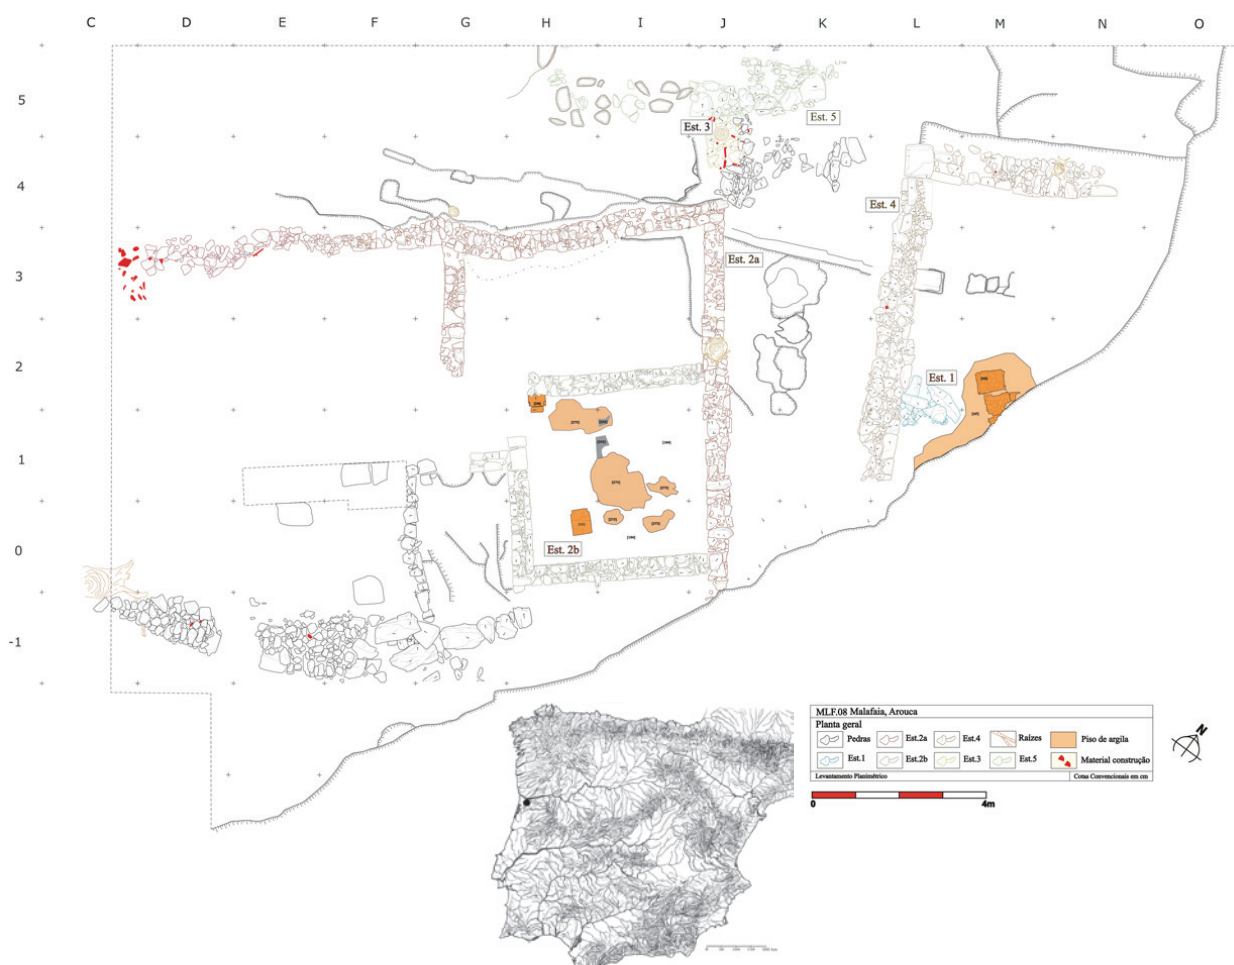 C D E F G H I J K L M N O
5
Est. 3
Est. 5
4
Est. 4
3
Est. 2a
2
Est. 1
1
0
Est. 2b
-1
N
MLF.08 Malafaia, Arouca
Planta geral
Pedras Est.2a Est.4 Raízes Piso de argila
Est.1 Est.2b Est.3 Est.5 Material construção
Levantamento Planimétrico Cotas Convencionais em cm
0 4m